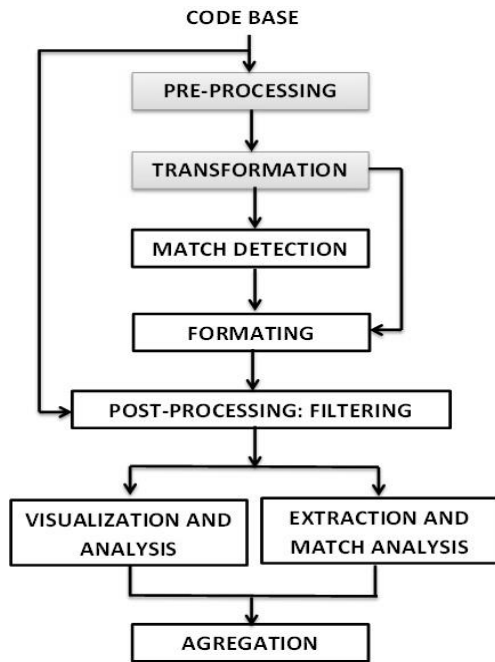 CODE BASE
PRE-PROCESSING
TRANSFORMATION
MATCH DETECTION
FORMATING
POST-PROCESSING: FILTERING
VISUALIZATION AND
ANALYSIS
EXTRACTION AND
MATCH ANALYSIS
AGREGATION